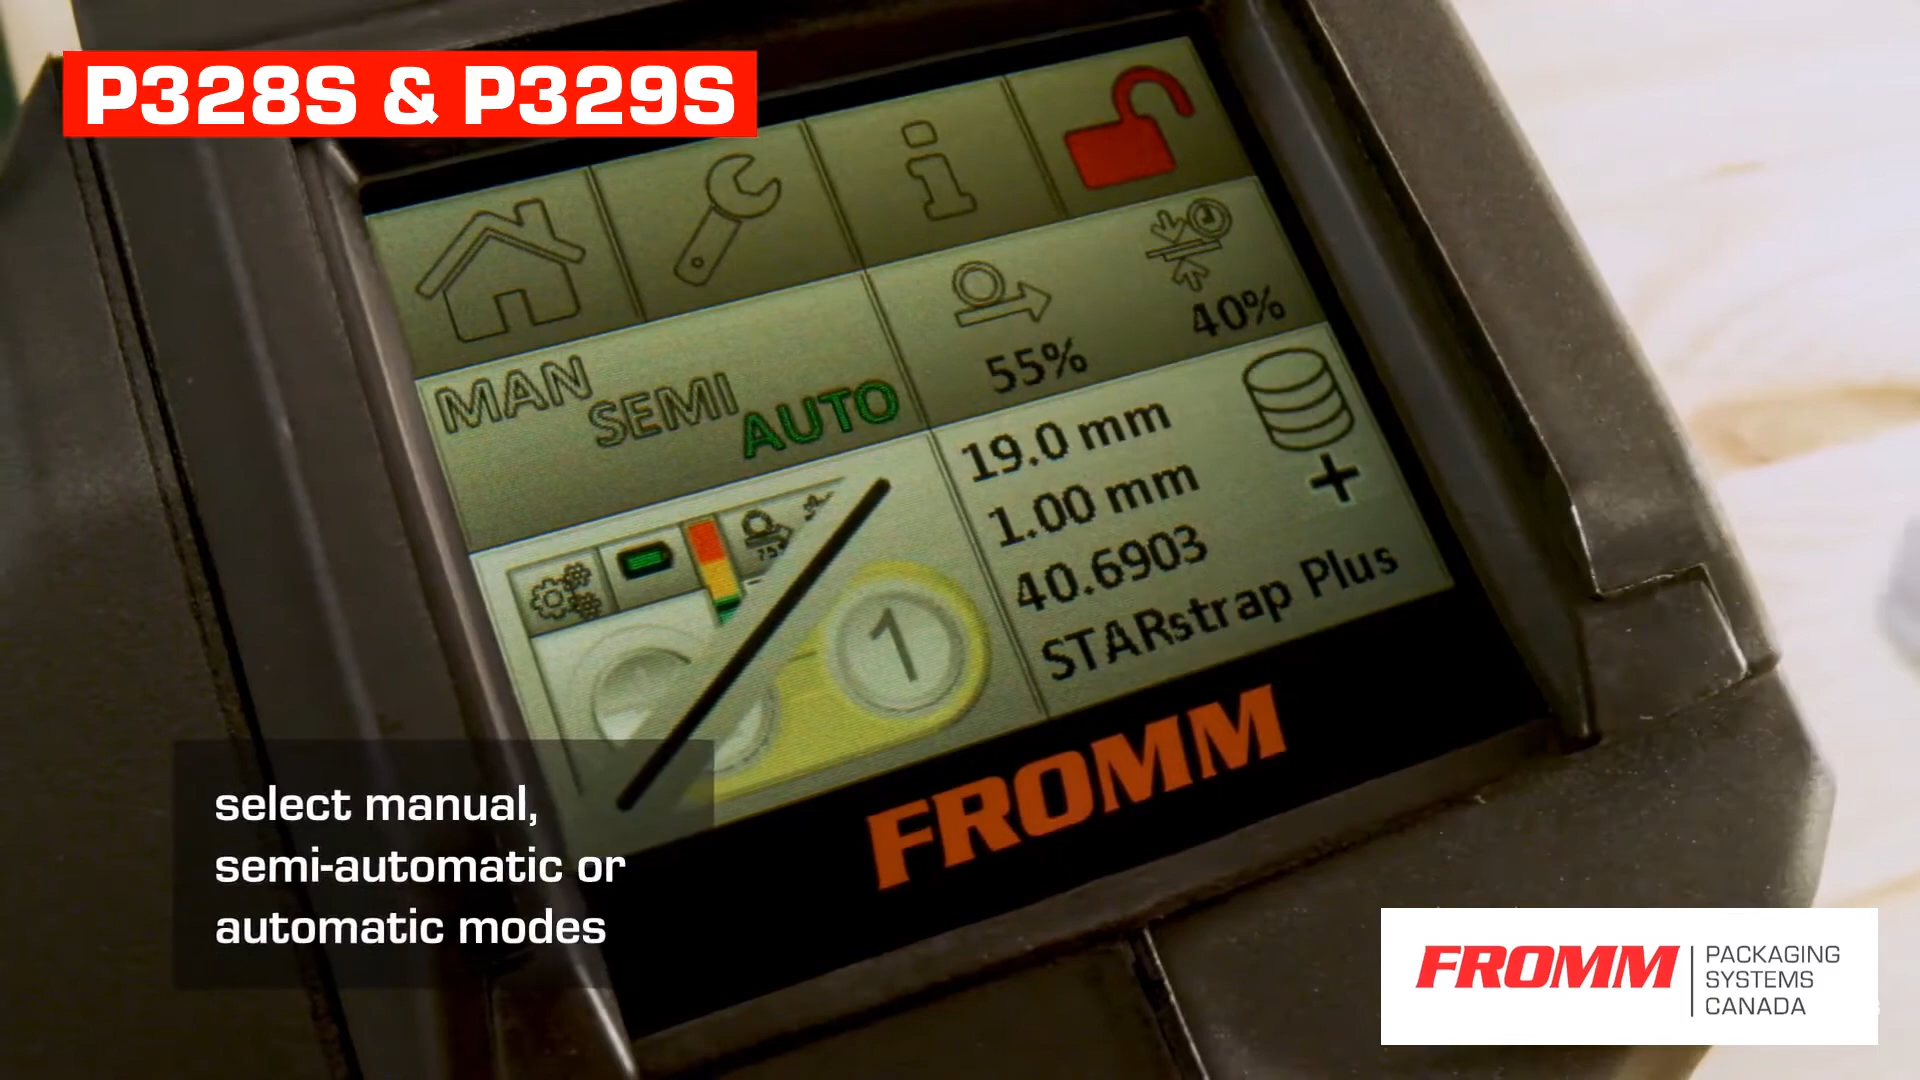 P328S & P329S
MAN SEMI AUTO
55%
40%
19.0 mm
1.00 mm
40.6903
STARstrap Plus
1
FROMM
select manual,
semi-automatic or
automatic modes
FROMM
PACKAGING
SYSTEMS
CANADA